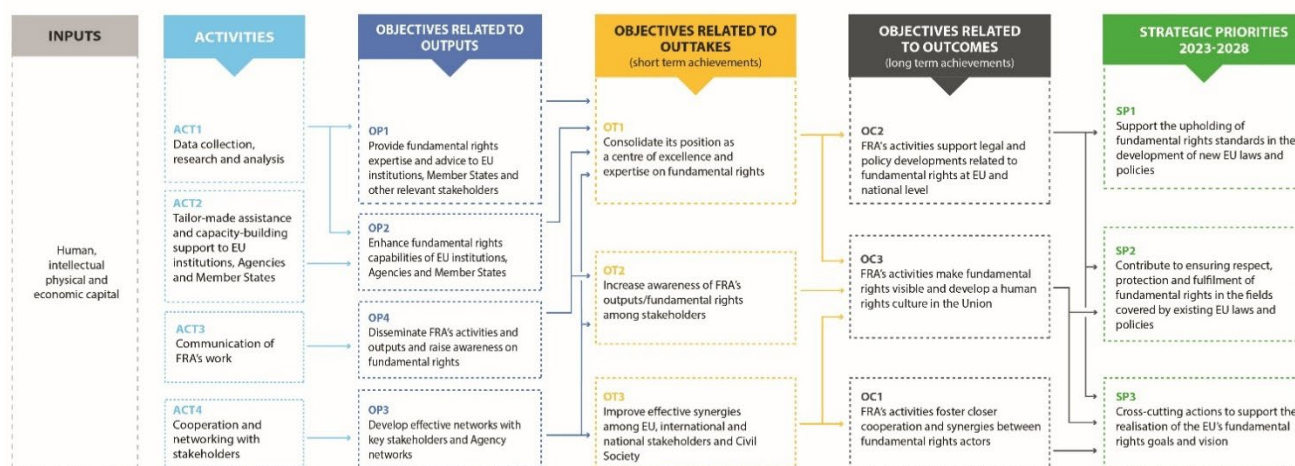 INPUTS
Human,
intellectual
physical and
economic capital
ACTIVITIES
ACT1
Data collection,
research and analysis
ACT2
Tailor-made assistance
and capacity-building
support to EU
institutions, Agencies
and Member States
ACT3
Communication of
FRA's work
ACT4
Cooperation and
networking with
stakeholders
OBJECTIVES RELATED TO
OUTPUTS
OP1
Provide fundamental rights
expertise and advice to EU
institutions, Member States and
other relevant stakeholders
OP2
Enhance fundamental rights
capabilities of EU institutions,
Agencies and Member States
OP4
Disseminate FRA's activities and
outputs and raise awareness on
fundamental rights
OP3
Develop effective networks with
key stakeholders and Agency
networks
OBJECTIVES RELATED TO
OUTTAKES
(short term achievements)
OT1
Consolidate its position as
a centre of excellence and
expertise on fundamental rights
OT2
Increase awareness of FRA's
outputs/fundamental rights
among stakeholders
OT3
Improve effective synergies
among EU, international and
national stakeholders and Civil
Society
OBJECTIVES RELATED
TO OUTCOMES
(long term achievements)
OC2
FRA's activities support legal and
policy developments related to
fundamental rights at EU and
national level
OC3
FRA's activities make fundamental
rights visible and develop a human
rights culture in the Union
OC1
FRA's activities foster closer
cooperation and synergies between
fundamental rights actors
STRATEGIC PRIORITIES
2023-2028
SP1
Support the upholding of
fundamental rights standards in the
development of new EU laws and
policies
SP2
Contribute to ensuring respect,
protection and fulfilment of
fundamental rights in the fields
covered by existing EU laws and
policies
SP3
Cross-cutting actions to support the
realisation of the EU's fundamental
rights goals and vision